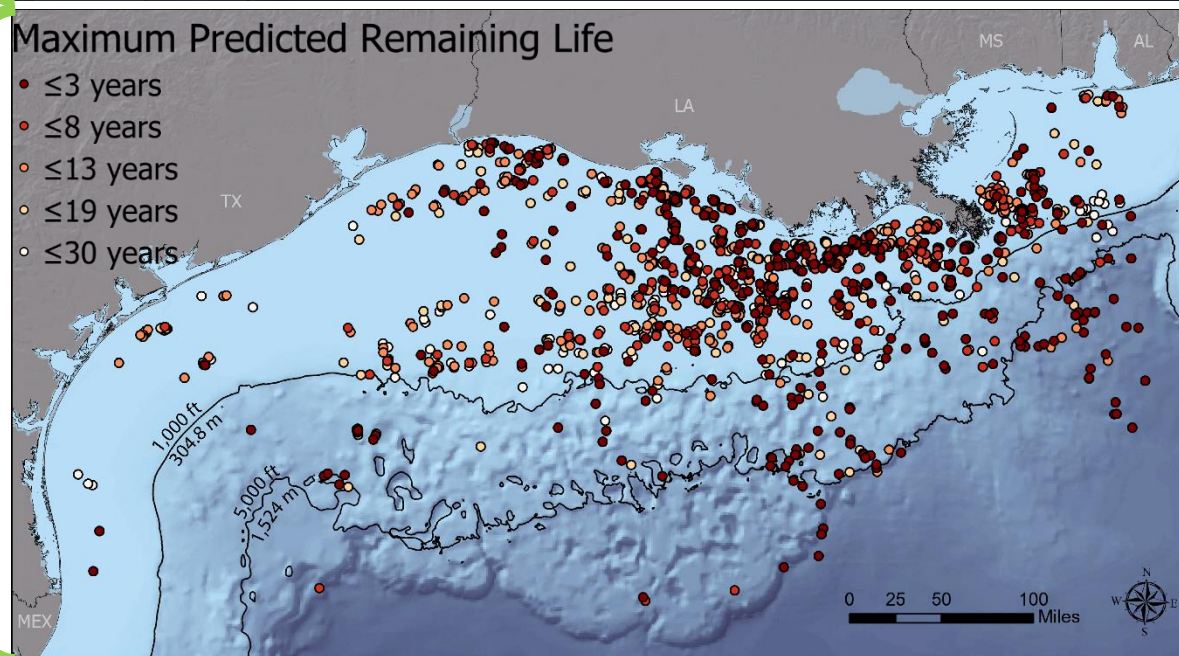 Maximum Predicted Remaining Life
≤3 years
≤8 years
≤13 years
≤19 years
≤30 years
MS
AL
LA
TX
1,000 ft
304.8 m
5,000 ft
1,524 m
MEX
0 25 50 100
Miles
N
W E
S